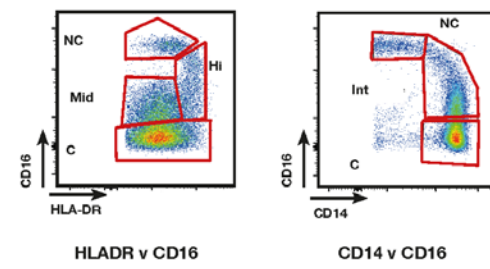 NC
Hi
Mid
C
CD16
HLA-DR
HLADR v CD16
NC
Int
C
CD16
CD14
CD14 v CD16